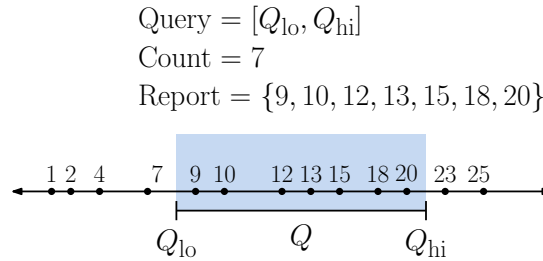 Query = [Q_lo, Q_hi]
Count = 7
Report = {9, 10, 12, 13, 15, 18, 20}
1 2 4 7 9 10 12 13 15 18 20 23 25
Q_lo Q Q_hi